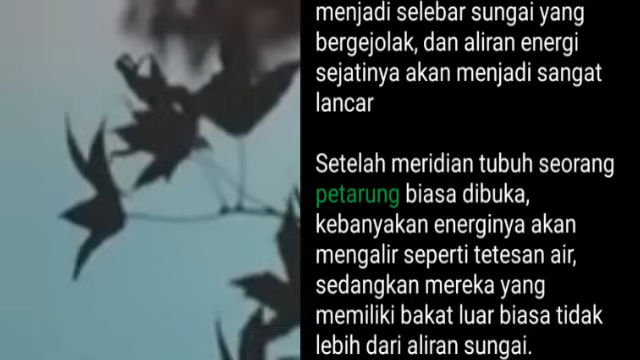 menjadi selebar sungai yang
bergejolak, dan aliran energi
sejatinya akan menjadi sangat
lancar
Setelah meridian tubuh seorang
petarung biasa dibuka,
kebanyakan energinya akan
mengalir seperti tetesan air,
sedangkan mereka yang
memiliki bakat luar biasa tidak
lebih dari aliran sungai.